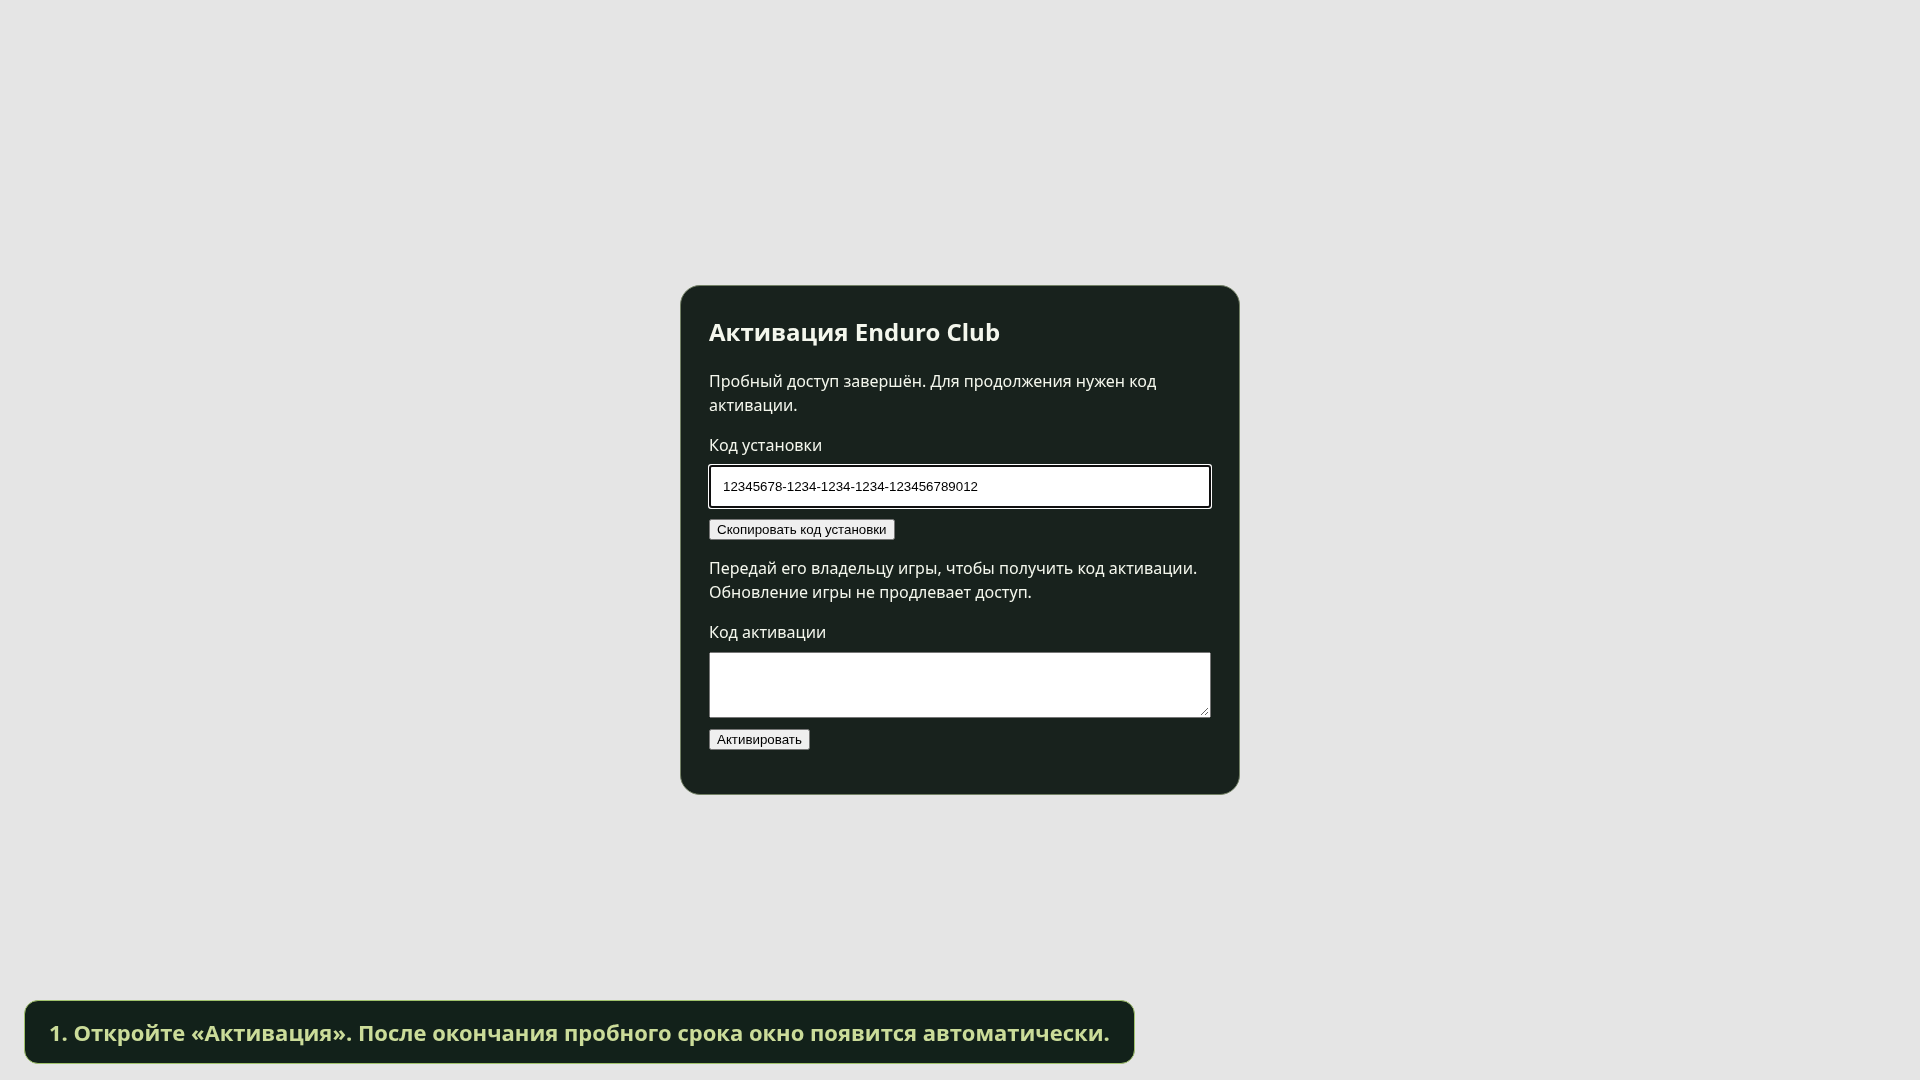 Активация Enduro Club
Пробный доступ завершён. Для продолжения нужен код
активации.
Код установки
12345678-1234-1234-1234-123456789012
Скопировать код установки
Передай его владельцу игры, чтобы получить код активации.
Обновление игры не продлевает доступ.
Код активации
Активировать
1. Откройте «Активация». После окончания пробного срока окно появится автоматически.